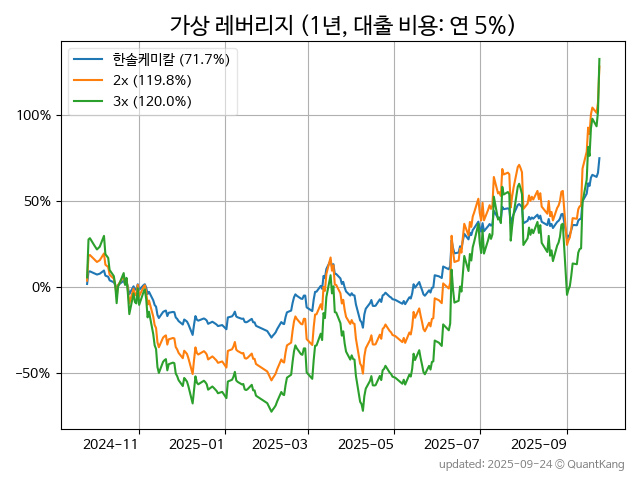 가상 레버리지 (1년, 대출 비용: 연 5%)
한솔케미칼 (71.7%)
2x (119.8%)
3x (120.0%)
100%
50%
0%
−50%
2024−11 2025−01 2025−03 2025−05 2025−07 2025−09
updated: 2025−09−24 © QuantKang